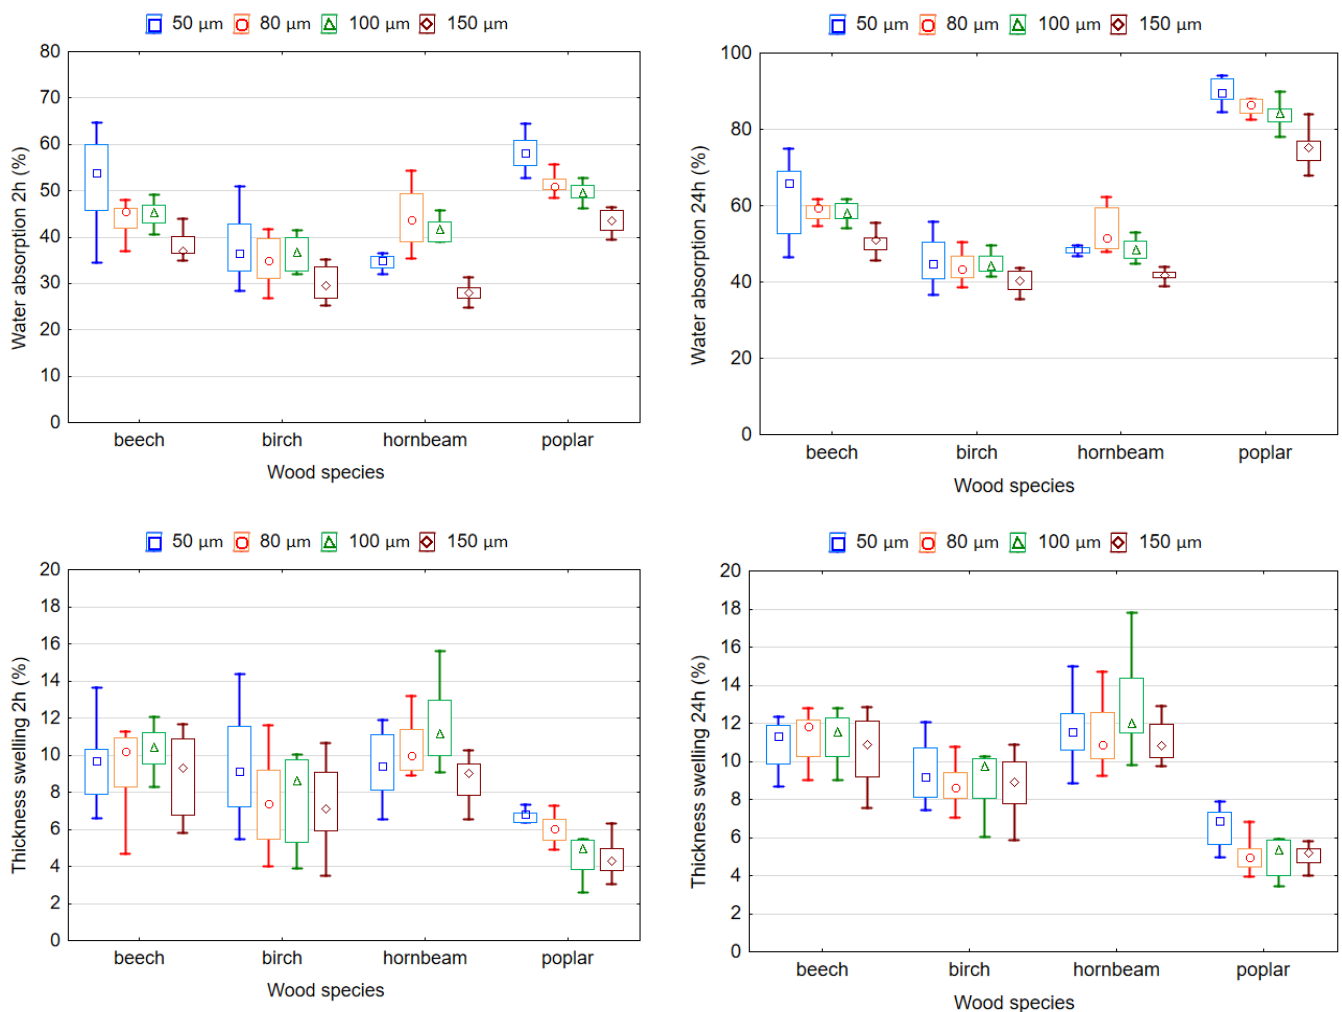 50 μm 80 μm 100 μm 150 μm
Water absorption 2h (%)
80
70
60
50
40
30
20
10
0
beech birch hornbeam poplar
Wood species
50 μm 80 μm 100 μm 150 μm
Water absorption 24h (%)
100
80
60
40
20
0
beech birch hornbeam poplar
Wood species
50 μm 80 μm 100 μm 150 μm
Thickness swelling 2h (%)
20
18
16
14
12
10
8
6
4
2
0
beech birch hornbeam poplar
Wood species
50 μm 80 μm 100 μm 150 μm
Thickness swelling 24h (%)
20
18
16
14
12
10
8
6
4
2
0
beech birch hornbeam poplar
Wood species